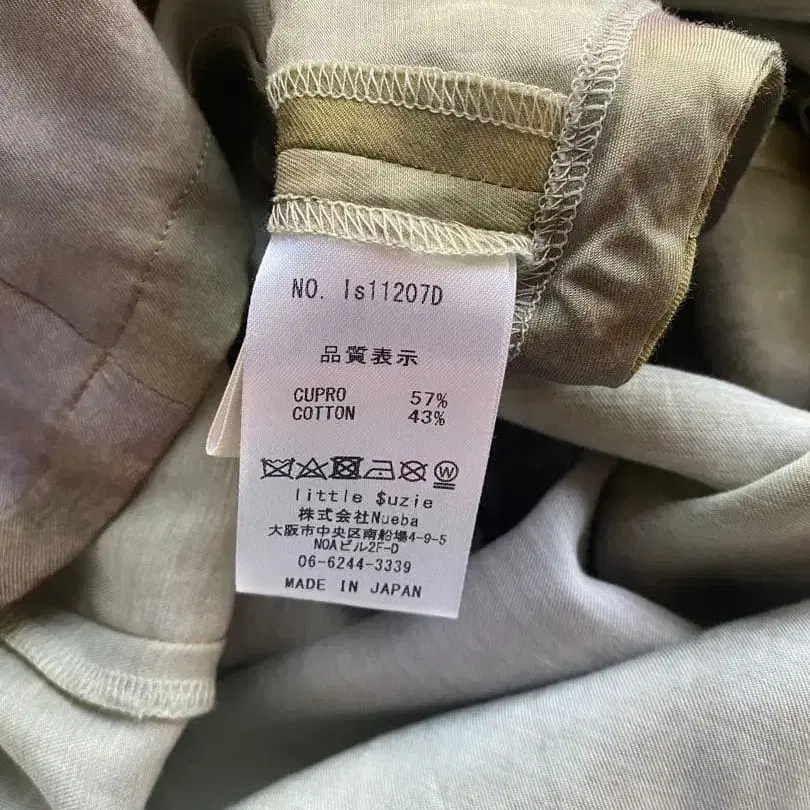 NO. ls11207D
品質表示
CUPRO 57%
COTTON 43%
W
little $uzie
株式会社Nueba
大阪市中央区南船場4-9-5
NOAビル2F-D
06-6244-3339
MADE IN JAPAN